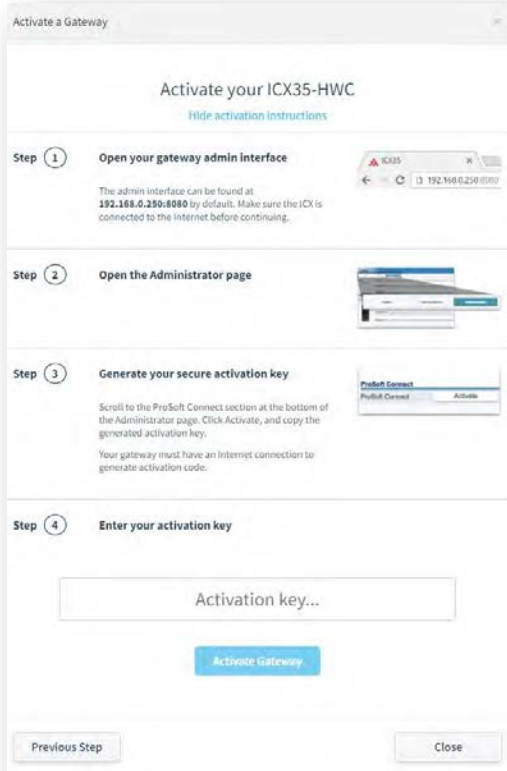 Activate a Gateway
×
Activate your ICX35-HWC
Hide activation instructions
Step 1
Open your gateway admin interface
The admin interface can be found at
192.168.0.250:8080 by default. Make sure the ICX is
connected to the internet before continuing.
ICX35 ×
192.168.0.250:8080
Step 2
Open the Administrator page
Step 3
Generate your secure activation key
Scroll to the ProSoft Connect section at the bottom of
the Administrator page. Click Activate, and copy the
generated activation key.
Your gateway must have an Internet connection to
generate activation code.
ProSoft Connect
ProSoft Connect Activate
Step 4
Enter your activation key
Activation key...
Activate Gateway
Previous Step
Close